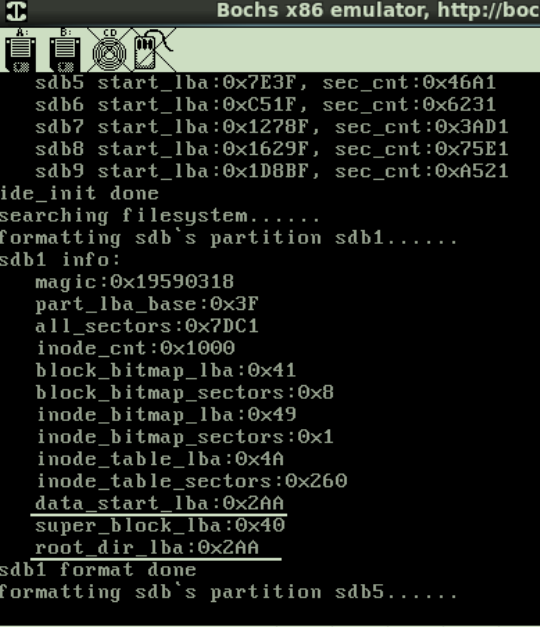 Bochs x86 emulator, http://boc
A: B: CD
sdb5 start_lba:0x7E3F, sec_cnt:0x46A1
sdb6 start_lba:0xC51F, sec_cnt:0x6231
sdb7 start_lba:0x1278F, sec_cnt:0x3AD1
sdb8 start_lba:0x1629F, sec_cnt:0x75E1
sdb9 start_lba:0x1D8BF, sec_cnt:0xA521
ide_init done
searching filesystem......
formatting sdb`s partition sdb1......
sdb1 info:
magic:0x19590318
part_lba_base:0x3F
all_sectors:0x7DC1
inode_cnt:0x1000
block_bitmap_lba:0x41
block_bitmap_sectors:0x8
inode_bitmap_lba:0x49
inode_bitmap_sectors:0x1
inode_table_lba:0x4A
inode_table_sectors:0x260
data_start_lba:0x2AA
super_block_lba:0x40
root_dir_lba:0x2AA
sdb1 format done
formatting sdb`s partition sdb5......